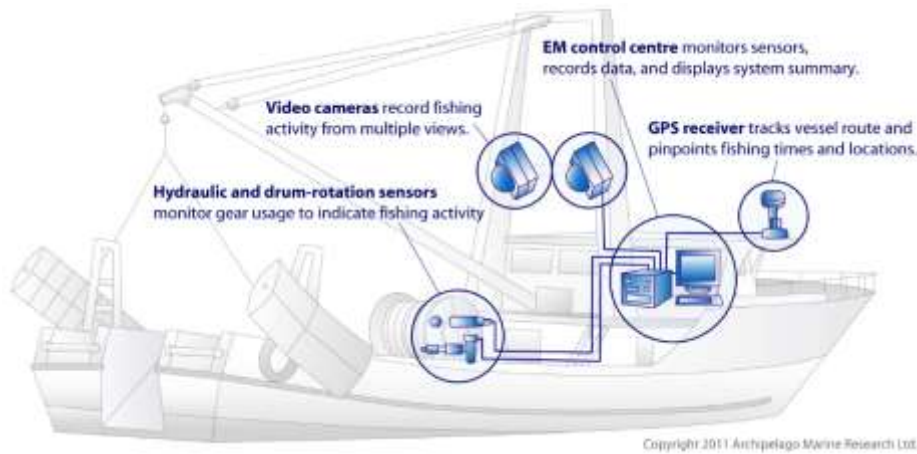 EM control centre monitors sensors,
records data, and displays system summary.
Video cameras record fishing
activity from multiple views.
GPS receiver tracks vessel route and
pinpoints fishing times and locations.
Hydraulic and drum-rotation sensors
monitor gear usage to indicate fishing activity
Copyright 2011 Archipelago Marine Research Ltd.